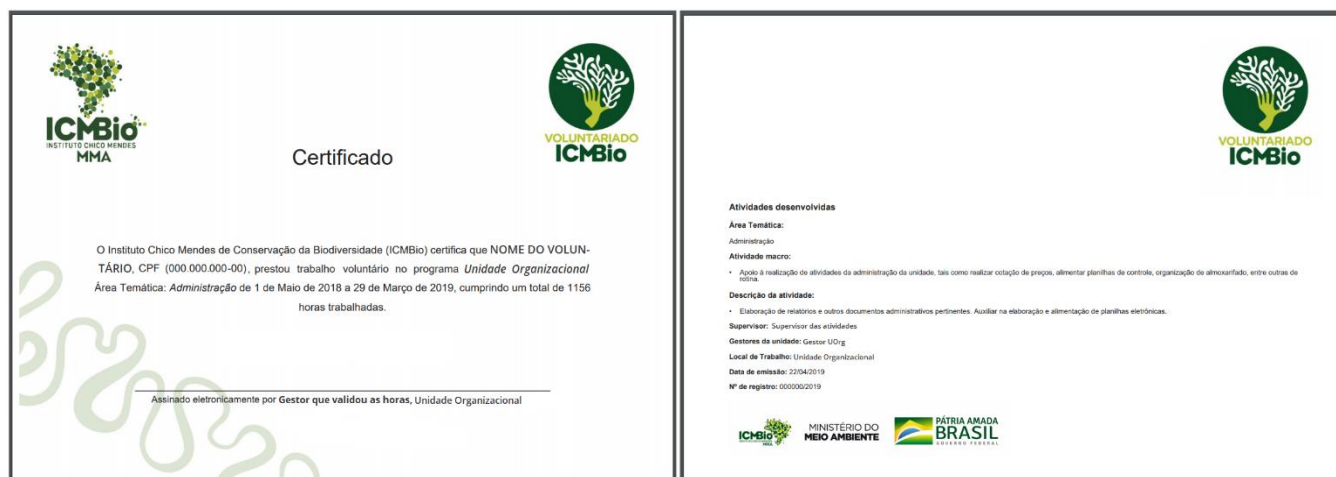 ICMBio
INSTITUTO CHICO MENDES
MMA
VOLUNTARIADO
ICMBio
Certificado
O Instituto Chico Mendes de Conservação da Biodiversidade (ICMBio) certifica que NOME DO VOLUN-
TÁRIO, CPF (000.000.000-00), prestou trabalho voluntário no programa Unidade Organizacional
Área Temática: Administração de 1 de Maio de 2018 a 29 de Março de 2019, cumprindo um total de 1156
horas trabalhadas.
Assinado eletronicamente por Gestor que validou as horas, Unidade Organizacional
VOLUNTARIADO
ICMBio
Atividades desenvolvidas
Área Temática:
Administração
Atividade macro:
• Apoio à realização de atividades da administração da unidade, tais como realizar cotação de preços, alimentar planilhas de controle, organização de almoxarifado, entre outras de
rotina.
Descrição da atividade:
• Elaboração de relatórios e outros documentos administrativos pertinentes. Auxiliar na elaboração e alimentação de planilhas eletrônicas.
Supervisor: Supervisor das atividades
Gestores da unidade: Gestor UOrg
Local de Trabalho: Unidade Organizacional
Data de emissão: 22/04/2019
Nº de registro: 000000/2019
ICMBio
MMA
MINISTÉRIO DO
MEIO AMBIENTE
PÁTRIA AMADA
BRASIL
GOVERNO FEDERAL